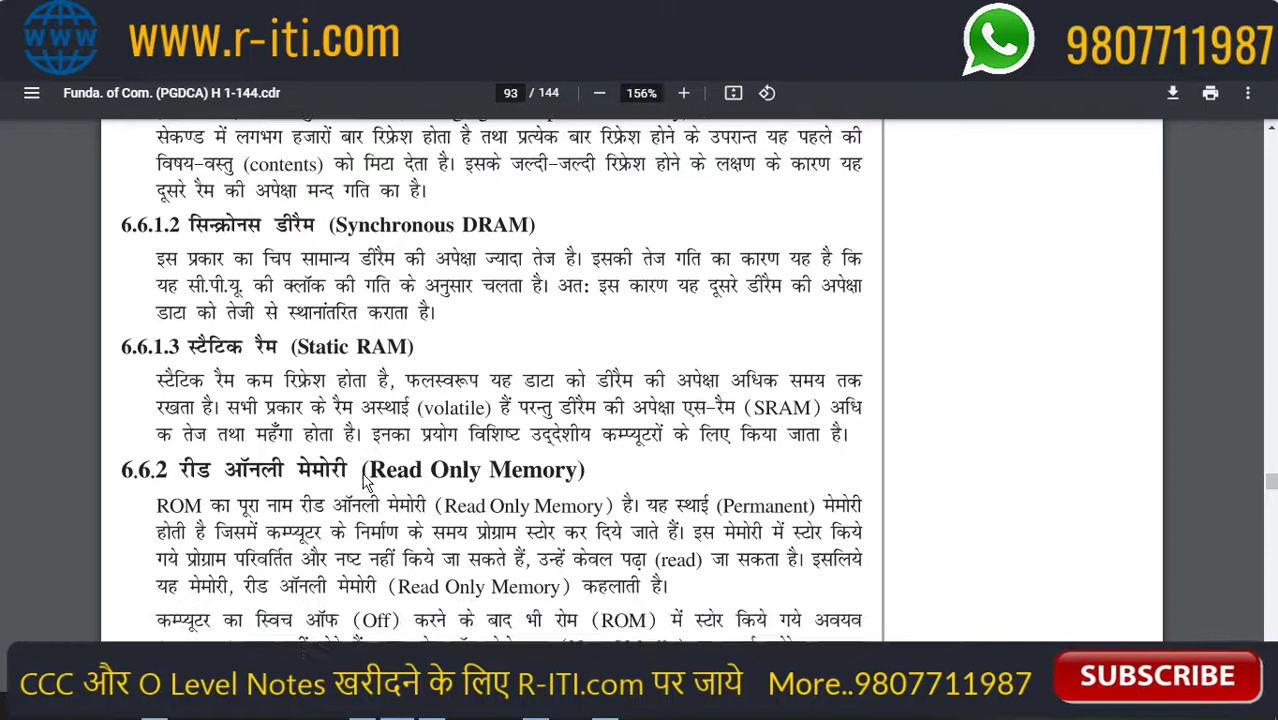 www.r-iti.com
9807711987
Funda. of Com. (PGDCA) H 1-144.cdr
93 / 144
156%
सेकण्ड में लगभग हजारों बार रिफ्रेश होता है तथा प्रत्येक बार रिफ्रेश होने के उपरान्त यह पहले की
विषय-वस्तु (contents) को मिटा देता है। इसके जल्दी-जल्दी रिफ्रेश होने के लक्षण के कारण यह
दूसरे रैम की अपेक्षा मन्द गति का है।
6.6.1.2 सिन्क्रोनस डीरैम (Synchronous DRAM)
इस प्रकार का चिप सामान्य डीरैम की अपेक्षा ज्यादा तेज है। इसकी तेज गति का कारण यह है कि
यह सी.पी.यू. की क्लॉक की गति के अनुसार चलता है। अत: इस कारण यह दूसरे डीरैम की अपेक्षा
डाटा को तेजी से स्थानांतरित कराता है।
6.6.1.3 स्टैटिक रैम (Static RAM)
स्टैटिक रैम कम रिफ्रेश होता है, फलस्वरूप यह डाटा को डीरैम की अपेक्षा अधिक समय तक
रखता है। सभी प्रकार के रैम अस्थाई (volatile) हैं परन्तु डीरैम की अपेक्षा एस-रैम (SRAM) अधि
क तेज तथा महँगा होता है। इनका प्रयोग विशिष्ट उद्देशीय कम्प्यूटरों के लिए किया जाता है।
6.6.2 रीड ऑनली मेमोरी (Read Only Memory)
ROM का पूरा नाम रीड ऑनली मेमोरी (Read Only Memory) है। यह स्थाई (Permanent) मेमोरी
होती है जिसमें कम्प्यूटर के निर्माण के समय प्रोग्राम स्टोर कर दिये जाते हैं। इस मेमोरी में स्टोर किये
गये प्रोग्राम परिवर्तित और नष्ट नहीं किये जा सकते हैं, उन्हें केवल पढ़ा (read) जा सकता है। इसलिये
यह मेमोरी, रीड ऑनली मेमोरी (Read Only Memory) कहलाती है।
कम्प्यूटर का स्विच ऑफ (Off) करने के बाद भी रोम (ROM) में स्टोर किये गये अवयव
CCC और O Level Notes खरीदने के लिए R-ITI.com पर जाये More..9807711987
SUBSCRIBE